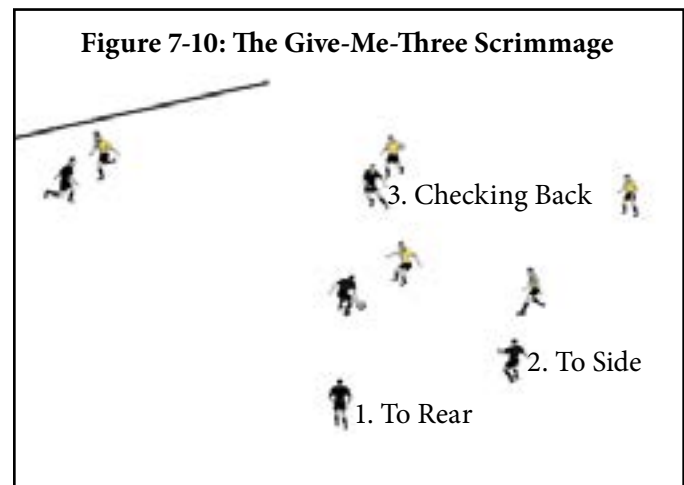 Figure 7-10: The Give-Me-Three Scrimmage
3. Checking Back
2. To Side
1. To Rear